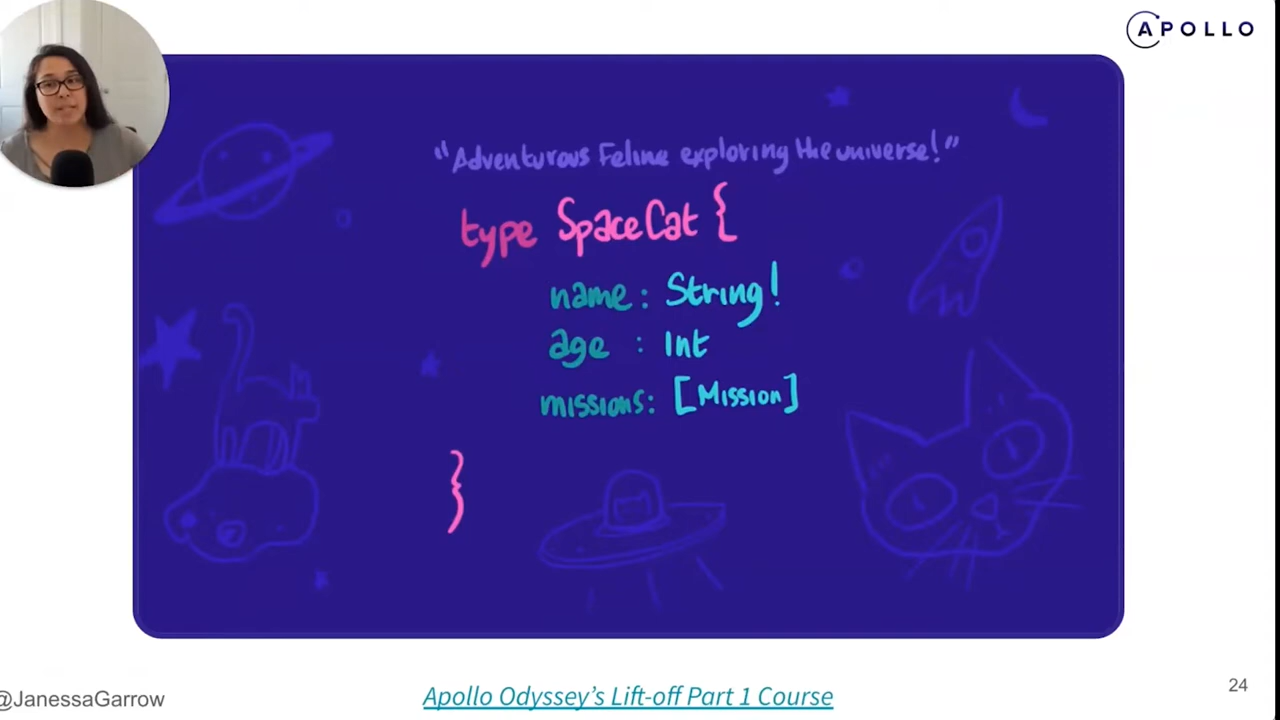 APOLLO
"Adventurous Feline exploring the universe!"
type SpaceCat {
name: String!
age : Int
missions: [Mission]
}
@JanessaGarrow
Apollo Odyssey's Lift-off Part 1 Course
24